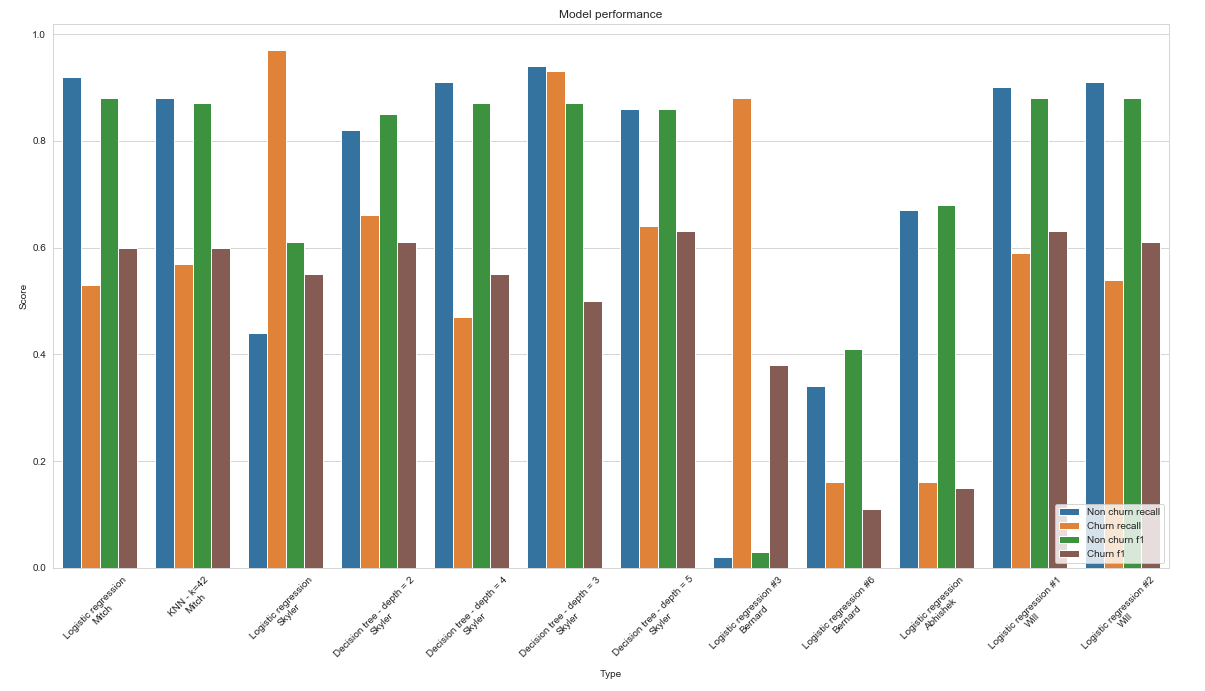 Model performance
1.0
0.8
0.6
0.4
0.2
0.0
Score
Non churn recall
Churn recall
Non churn f1
Churn f1
Logistic regression
Mitch
KNN - k=42
Mitch
Logistic regression
Skyler
Decision tree - depth = 2
Skyler
Decision tree - depth = 4
Skyler
Decision tree - depth = 3
Skyler
Decision tree - depth = 5
Skyler
Logistic regression #3
Bernard
Logistic regression #6
Bernard
Logistic regression
Abhishek
Logistic regression #1
Will
Logistic regression #2
Will
Type